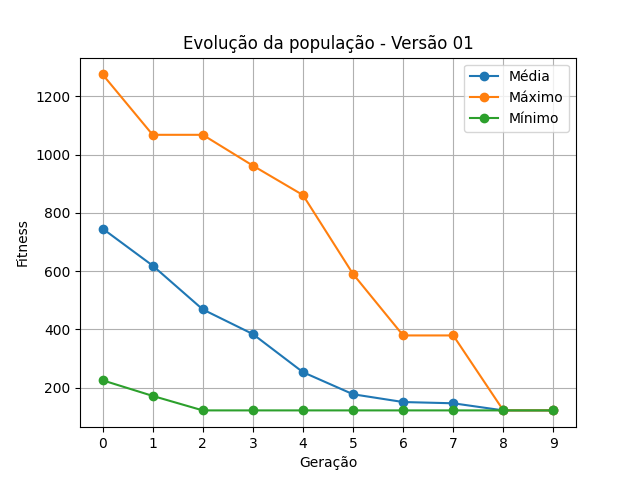 Evolução da população - Versão 01
Média
Máximo
Mínimo
1200
1000
800
600
400
200
Fitness
0 1 2 3 4 5 6 7 8 9
Geração